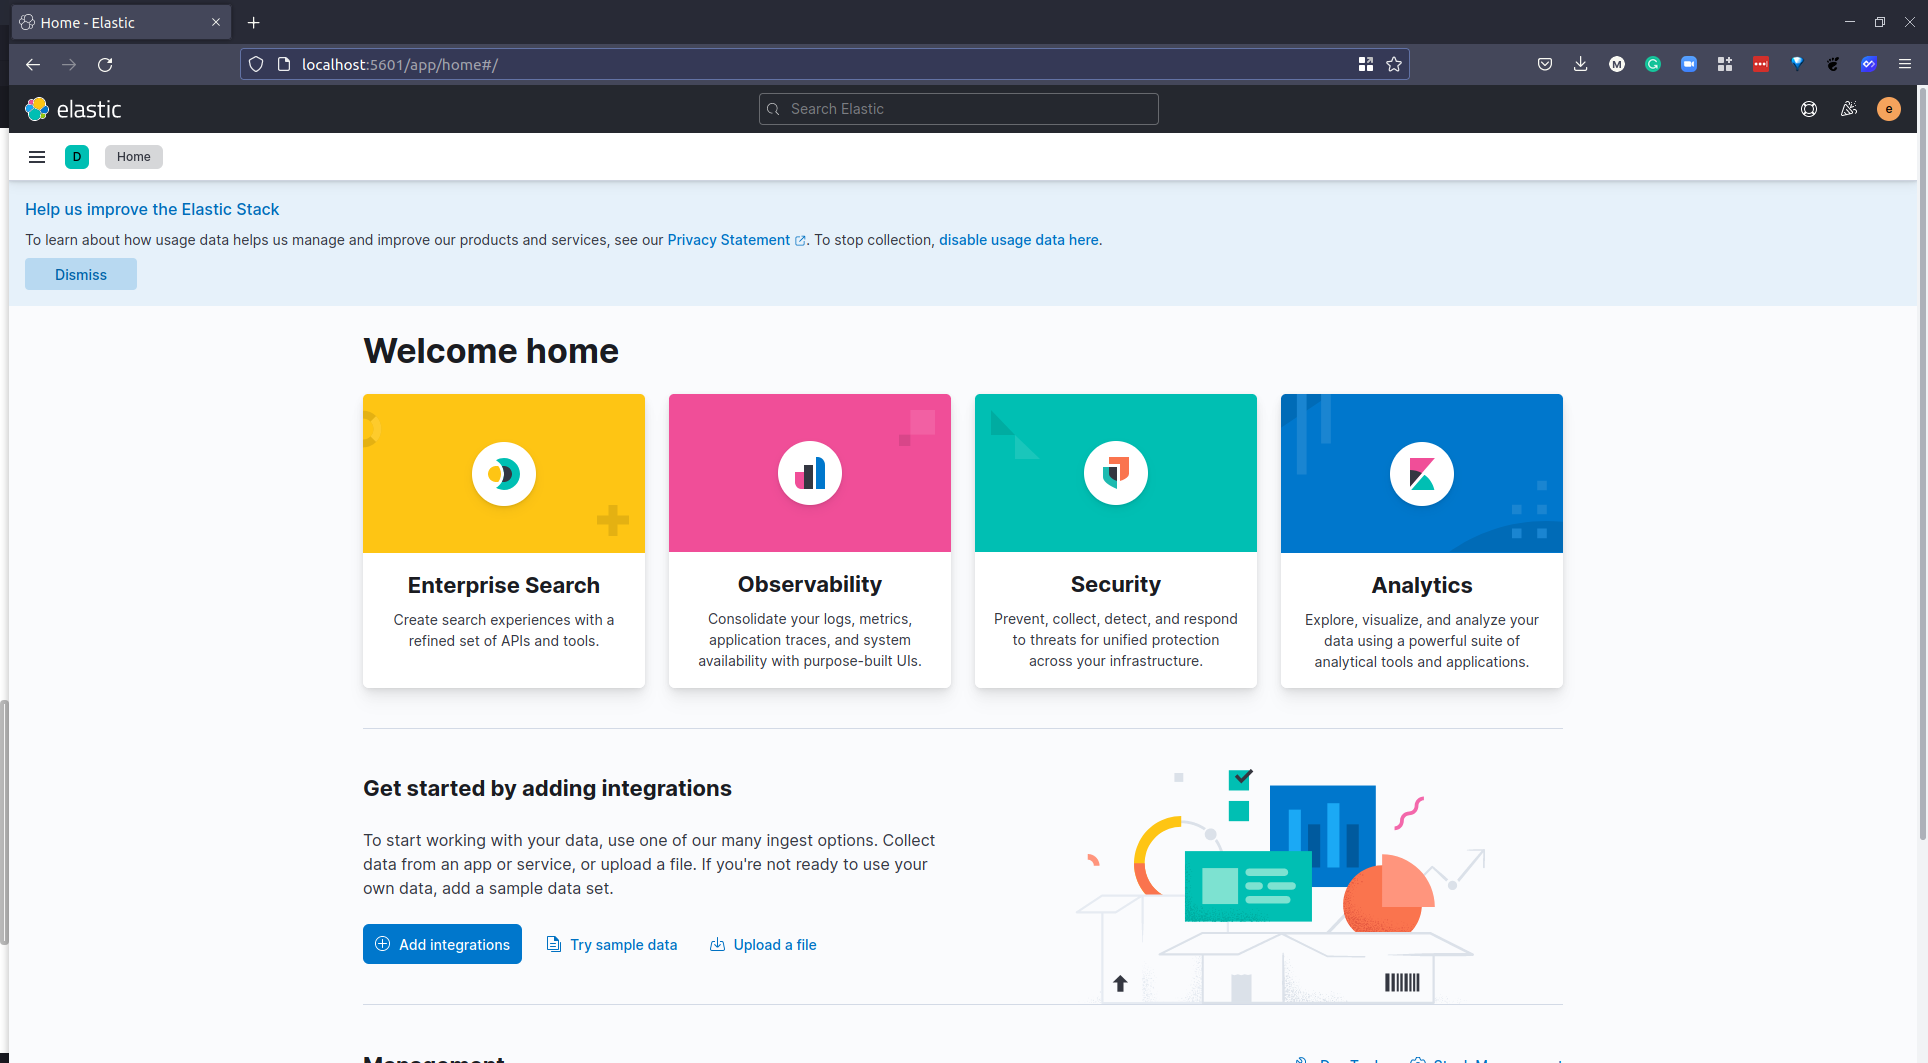 Home - Elastic
localhost:5601/app/home#/
elastic
Search Elastic
e
D
Home
Help us improve the Elastic Stack
To learn about how usage data helps us manage and improve our products and services, see our Privacy Statement. To stop collection, disable usage data here.
Dismiss
Welcome home
Enterprise Search
Create search experiences with a
refined set of APIs and tools.
Observability
Consolidate your logs, metrics,
application traces, and system
availability with purpose-built UIs.
Security
Prevent, collect, detect, and respond
to threats for unified protection
across your infrastructure.
Analytics
Explore, visualize, and analyze your
data using a powerful suite of
analytical tools and applications.
Get started by adding integrations
To start working with your data, use one of our many ingest options. Collect
data from an app or service, or upload a file. If you're not ready to use your
own data, add a sample data set.
Add integrations
Try sample data
Upload a file
Management